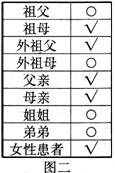 祖父 ○
祖母 √
外祖父 √
外祖母 ○
父亲 √
母亲 √
姐姐 ○
弟弟 ○
女性患者 √
图二